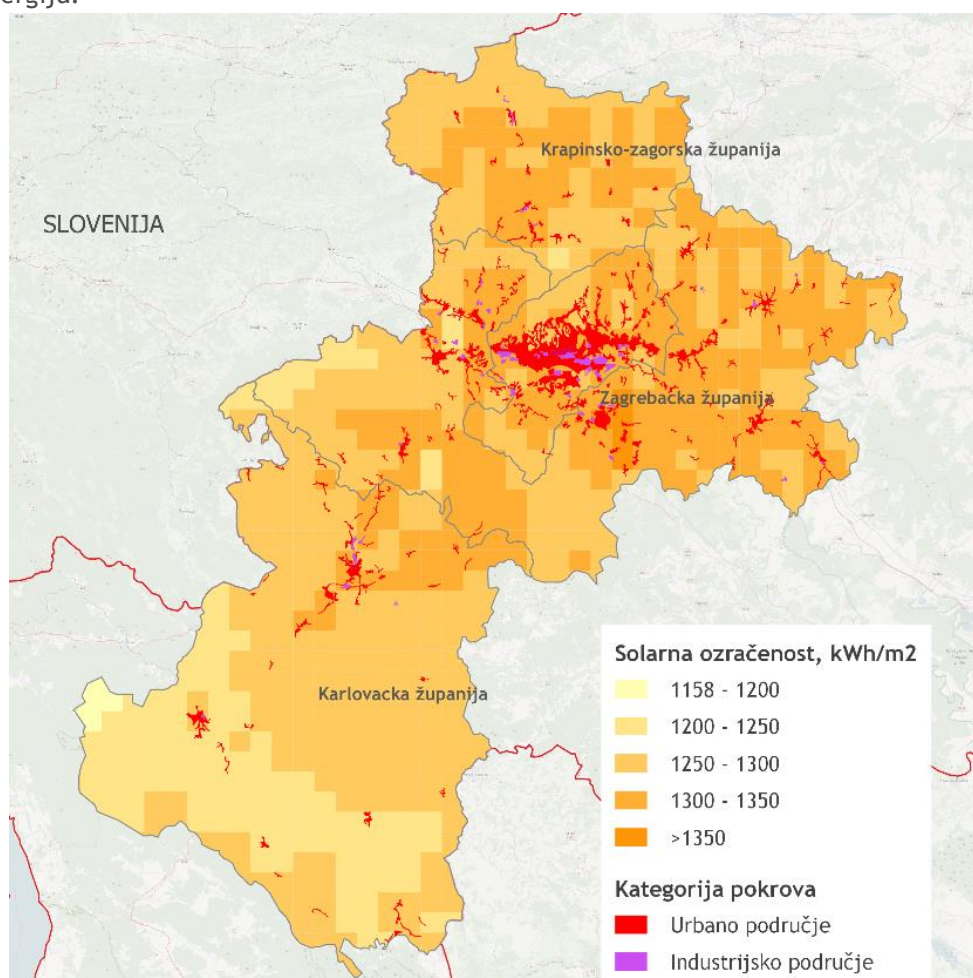 ergija.
Krapinsko-zagorska županija
SLOVENIJA
Zagrebačka županija
Karlovacka županija
Solarna ozračenost, kWh/m2
1158 - 1200
1200 - 1250
1250 - 1300
1300 - 1350
>1350
Kategorija pokrova
Urbano područje
Industrijsko područje